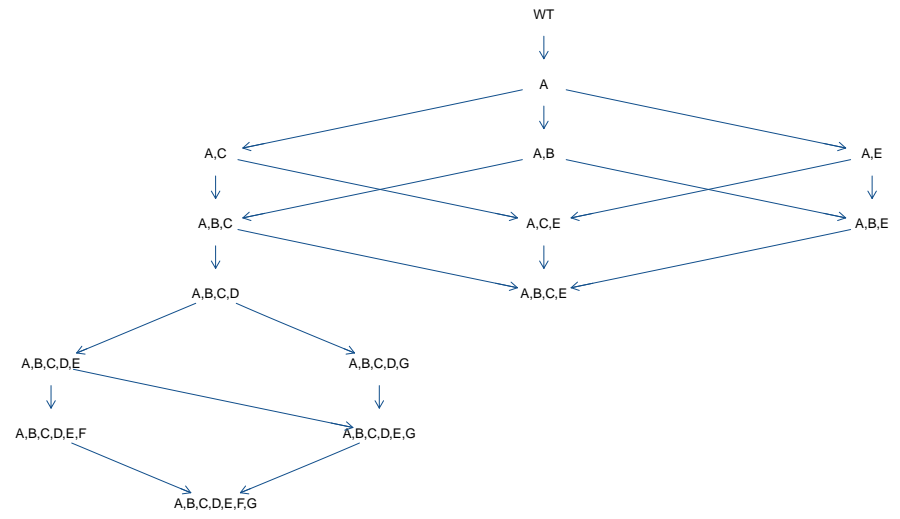 WT
A
A,C
A,B
A,E
A,B,C
A,C,E
A,B,E
A,B,C,D
A,B,C,E
A,B,C,D,E
A,B,C,D,G
A,B,C,D,E,F
A,B,C,D,E,G
A,B,C,D,E,F,G